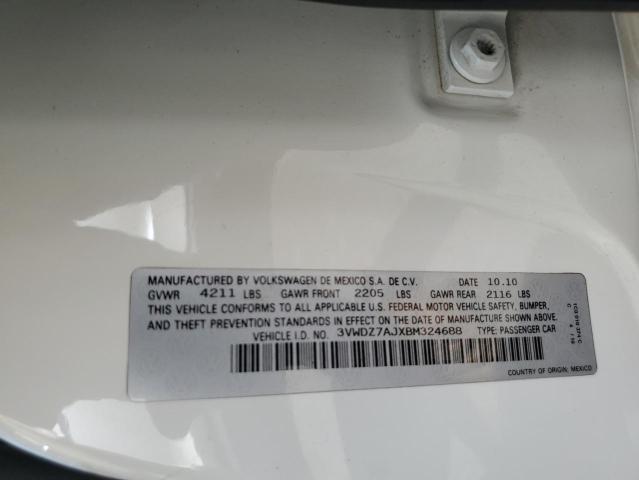 MANUFACTURED BY VOLKSWAGEN DE MEXICO S.A. DE C.V. DATE 10.10
GVWR 4211 LBS GAWR FRONT 2205 LBS GAWR REAR 2116 LBS
THIS VEHICLE CONFORMS TO ALL APPLICABLE U.S. FEDERAL MOTOR VEHICLE SAFETY, BUMPER,
AND THEFT PREVENTION STANDARDS IN EFFECT ON THE DATE OF MANUFACTURE SHOWN ABOVE
VEHICLE I.D. NO. 3VWDZ7AJXBM324688 TYPE: PASSENGER CAR
COUNTRY OF ORIGIN: MEXICO